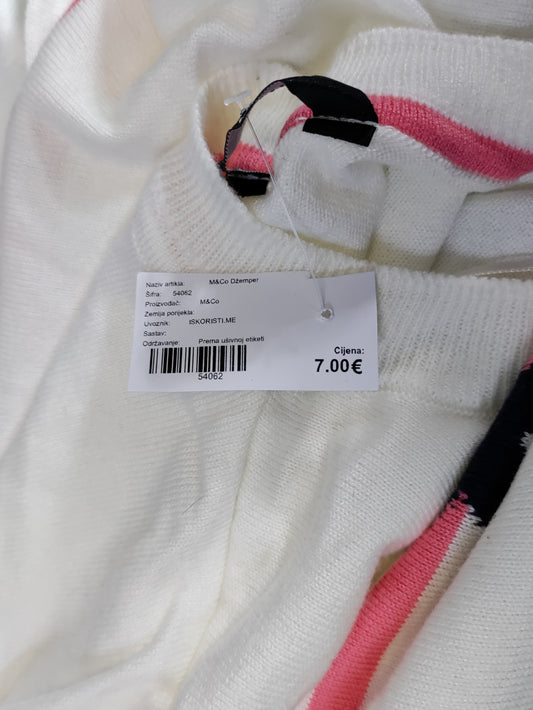 Naziv artikla: M&Co Džemper
Šifra: 54062
Proizvođač: M&Co
Zemlja porijekla:
Uvoznik: ISKORISTI.ME
Sastav:
Održavanje: Prema ušivnoj etiketi
54062
Cijena:
7.00€